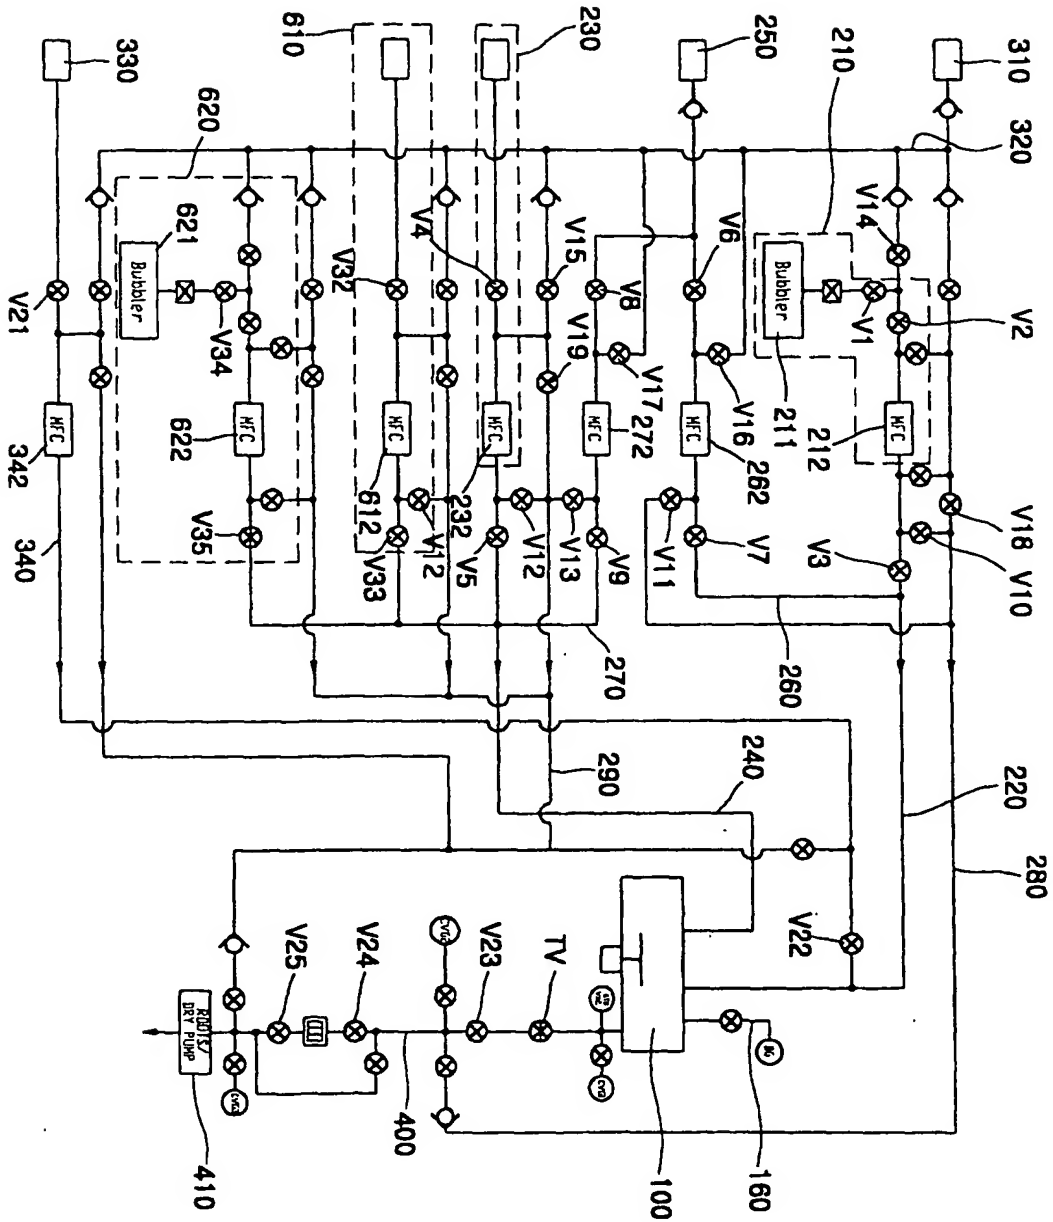 330
610
230
250
210
310
620
320
V14
621
Bubbler
V34
V21
V32
V4
V15
V8
V6
Bubbler
V1
V2
V19
V17
V16
211
212
MFC
342
MFC
622
MFC
612
MFC
232
MFC
272
MFC
262
MFC
V35
V33
V12
V5
V12
V13
V9
V11
V7
V3
V18
V10
340
270
260
290
240
220
280
V22
V25
V24
V23
TV
ROOTS/
DRY PUMP
BG
410
400
100
160